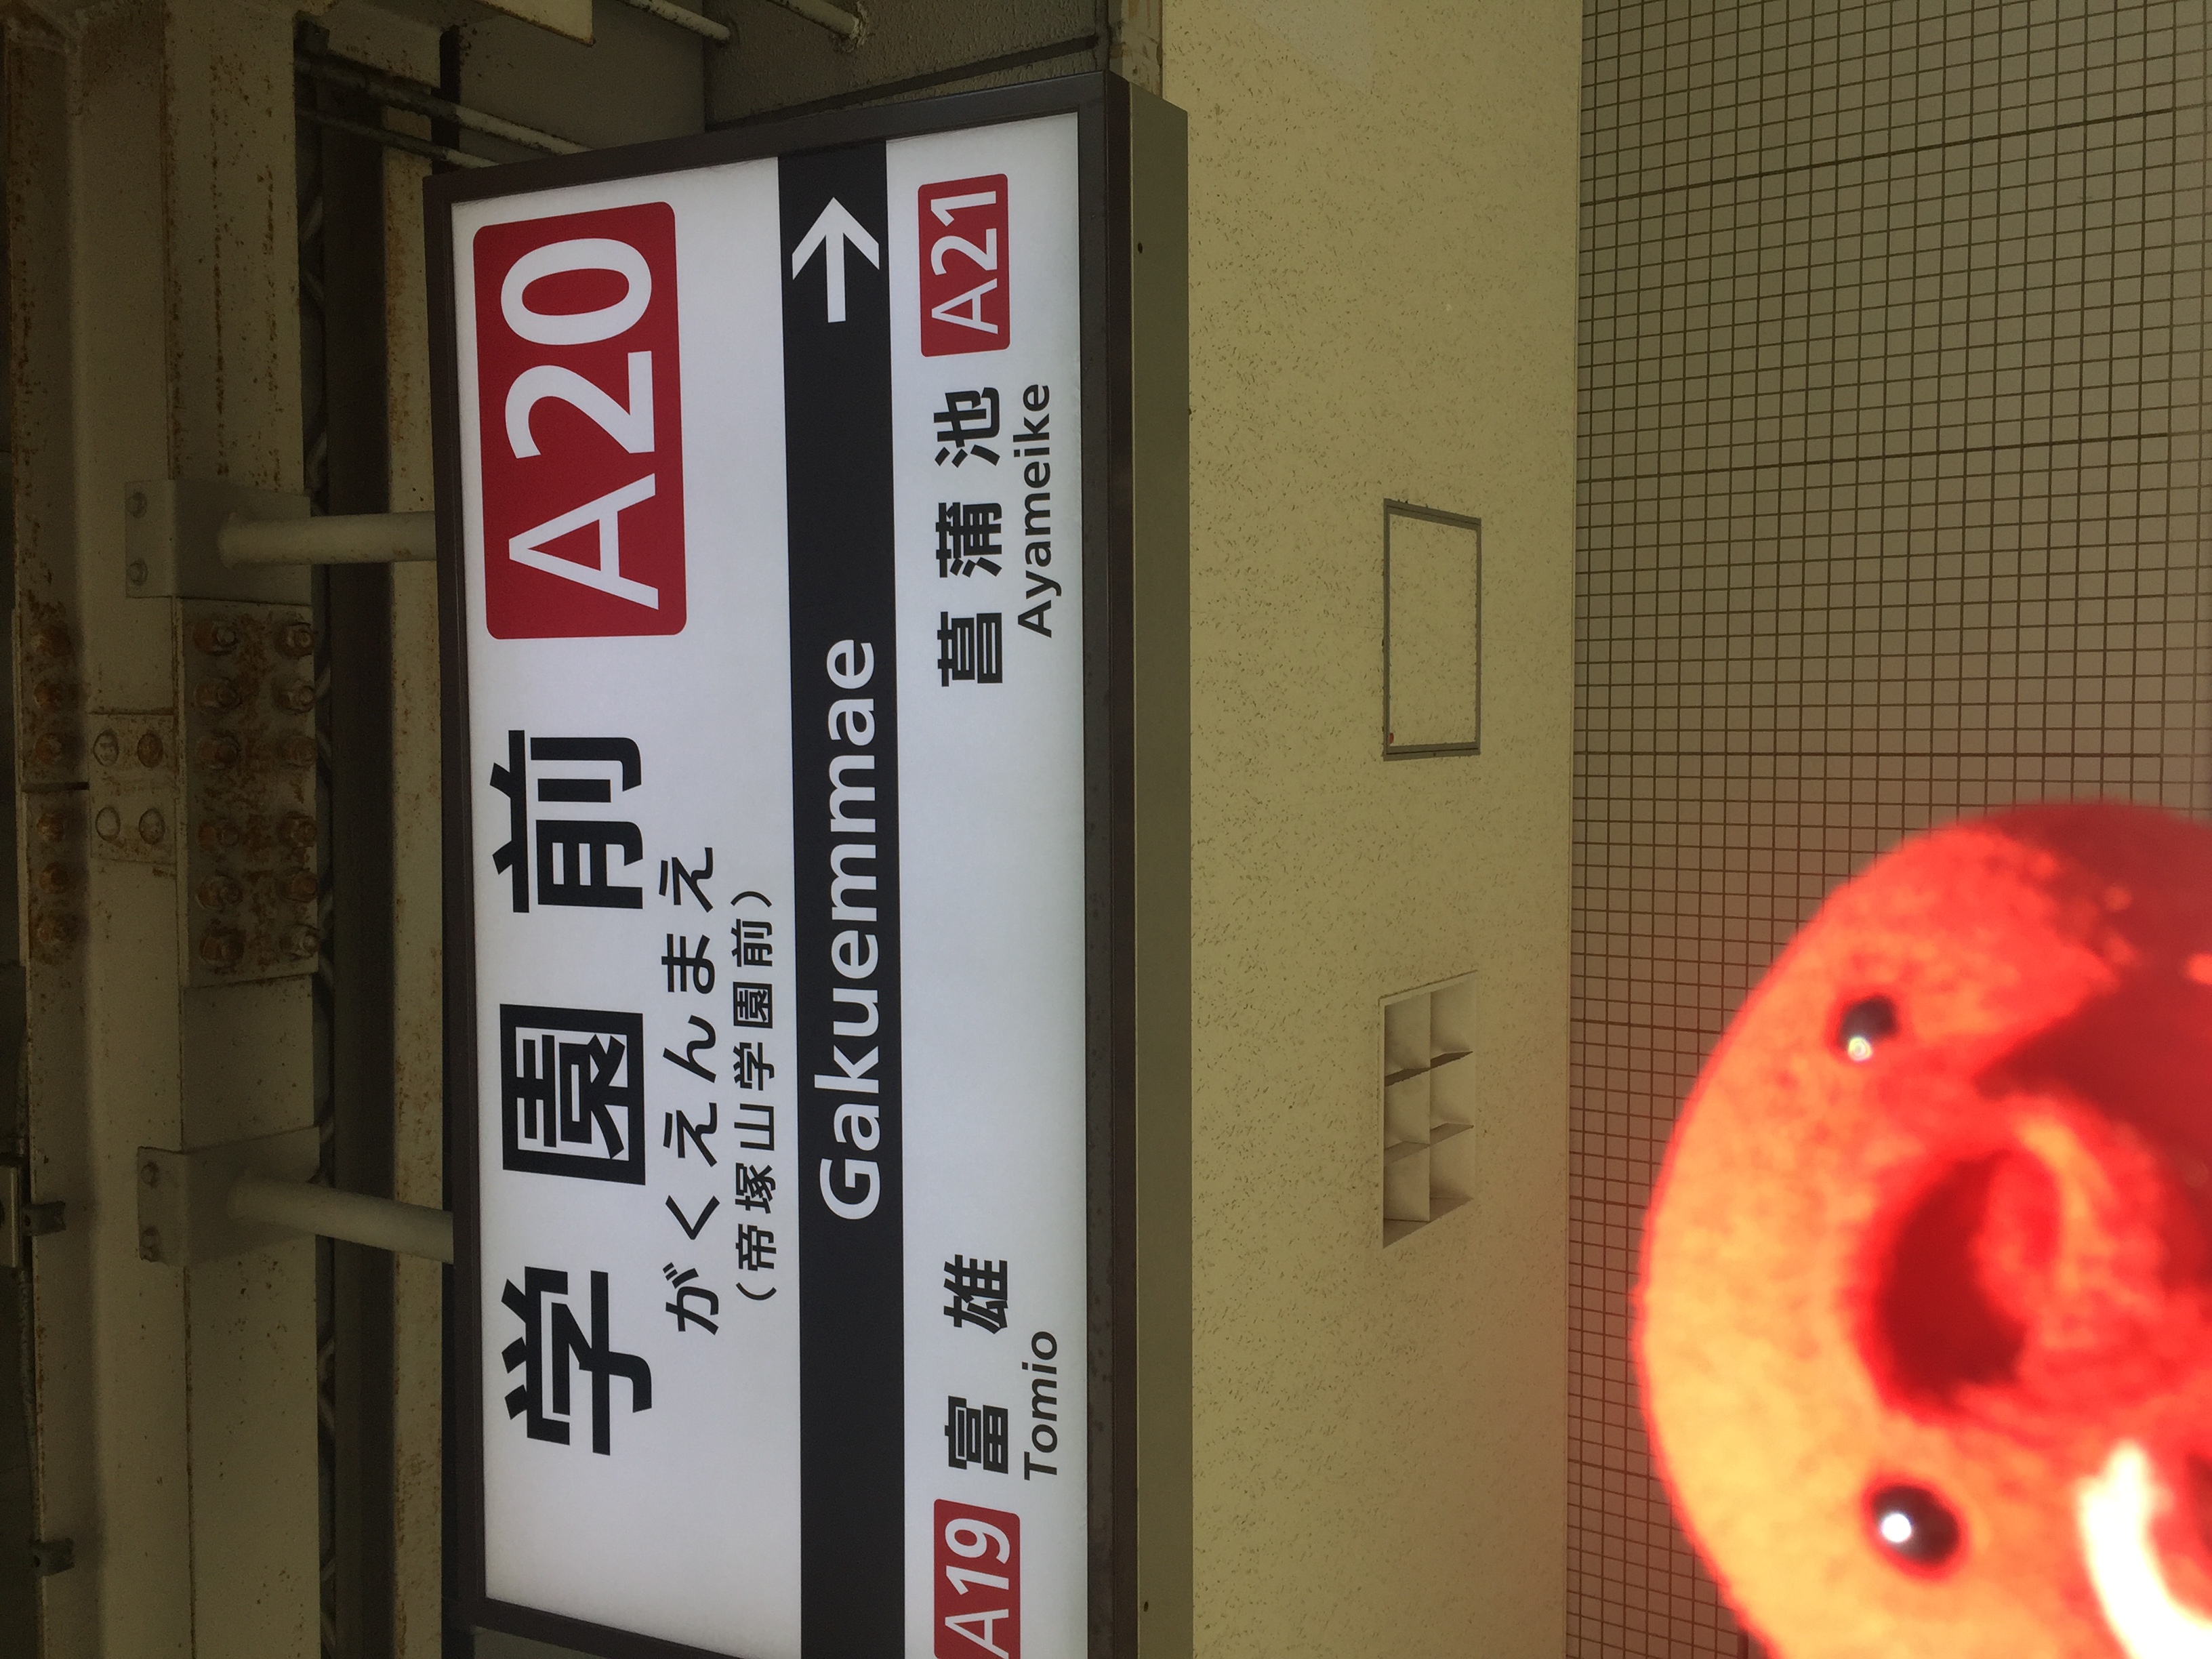 学園前 A20
がくえんまえ
(帝塚山学園前)
Gakuemmae →
A19 富雄 菖蒲池 A21
Tomio Ayameike